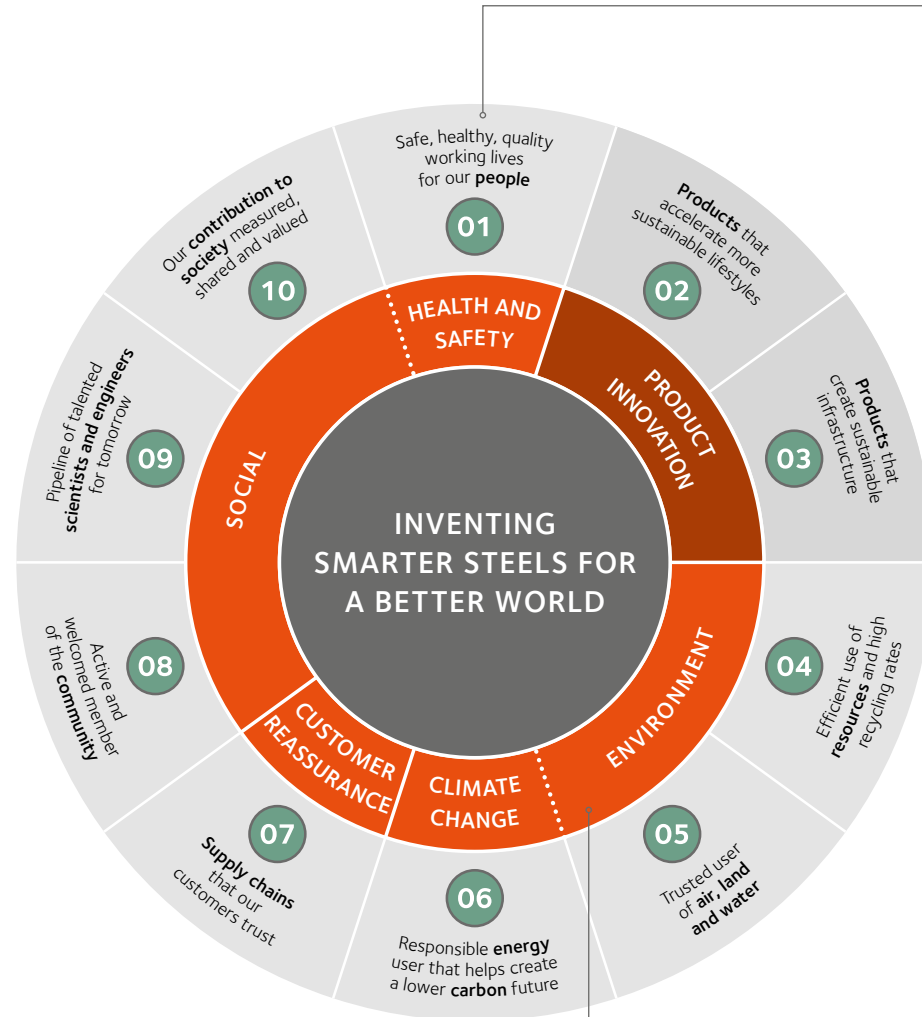 INVENTING
SMARTER STEELS FOR
A BETTER WORLD
HEALTH AND
SAFETY
Safe, healthy, quality
working lives
for our people
01
PRODUCT
INNOVATION
Products that
accelerate more
sustainable lifestyles
02
Products that
create sustainable
infrastructure
03
ENVIRONMENT
Efficient use of
resources and high
recycling rates
04
Trusted user
of air, land
and water
05
CLIMATE
CHANGE
06
Responsible energy
user that helps create
a lower carbon future
CUSTOMER
REASSURANCE
07
Supply chains
that our
customers trust
SOCIAL
08
Active and
welcomed member
of the community
09
Pipeline of talented
scientists and engineers
for tomorrow
10
Our contribution to
society measured,
shared and valued